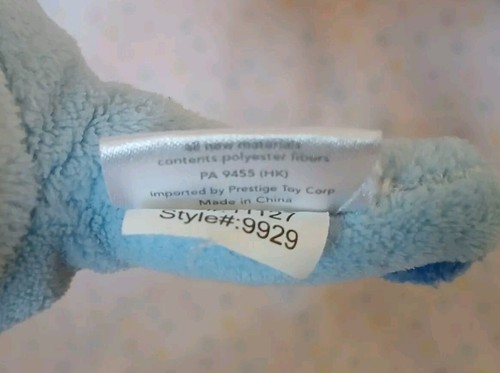 all new materials
contents polyester fibers
PA 9455 (HK)
Imported by Prestige Toy Corp
Made in China
Style#:9929